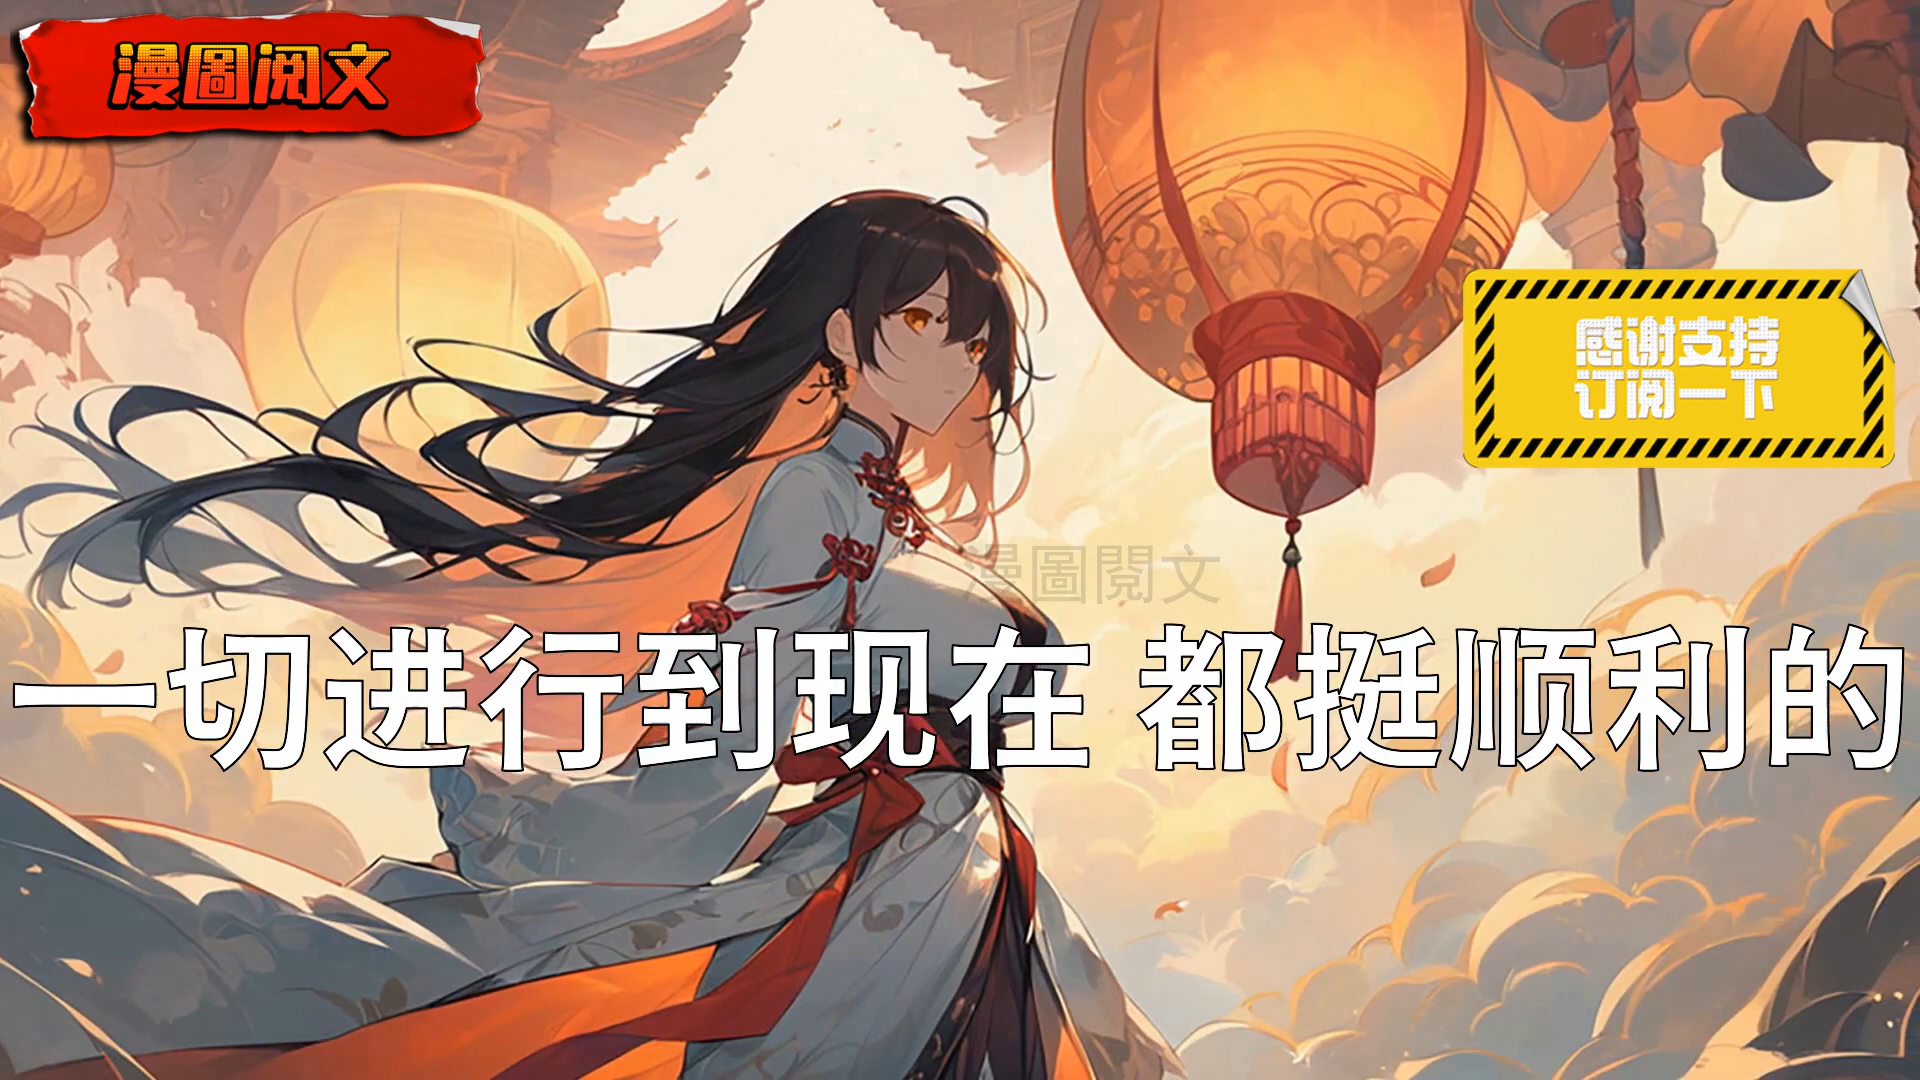 漫圖阅文
感谢支持
订阅一下
漫圖閱文
一切进行到现在 都挺顺利的